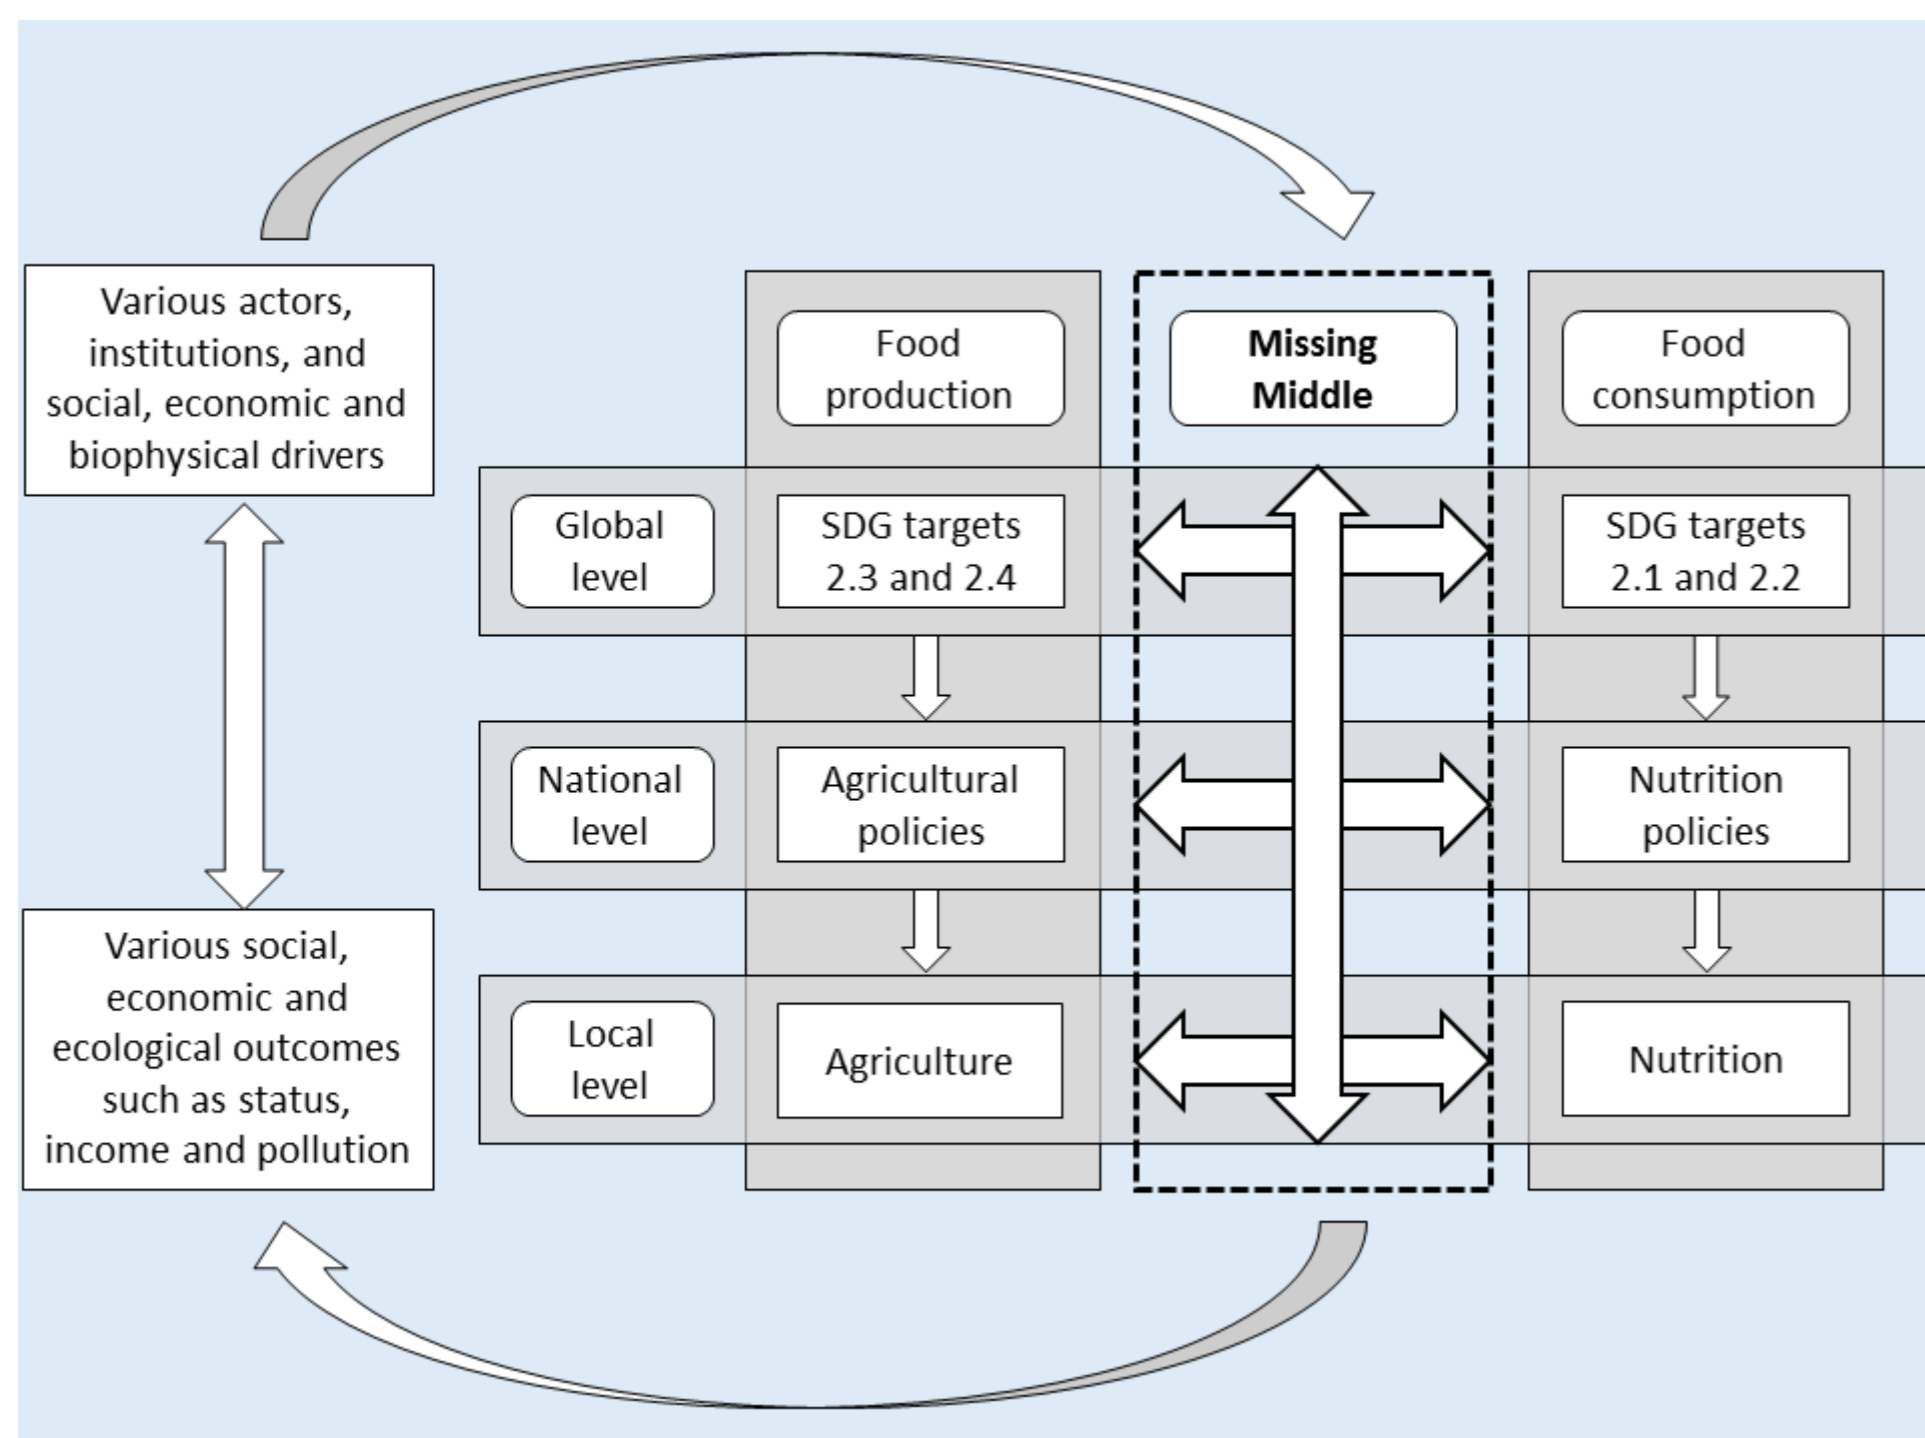 Various actors,
institutions, and
social, economic and
biophysical drivers
Various social,
economic and
ecological outcomes
such as status,
income and pollution
Food
production
Missing
Middle
Food
consumption
Global
level
SDG targets
2.3 and 2.4
SDG targets
2.1 and 2.2
National
level
Agricultural
policies
Nutrition
policies
Local
level
Agriculture
Nutrition